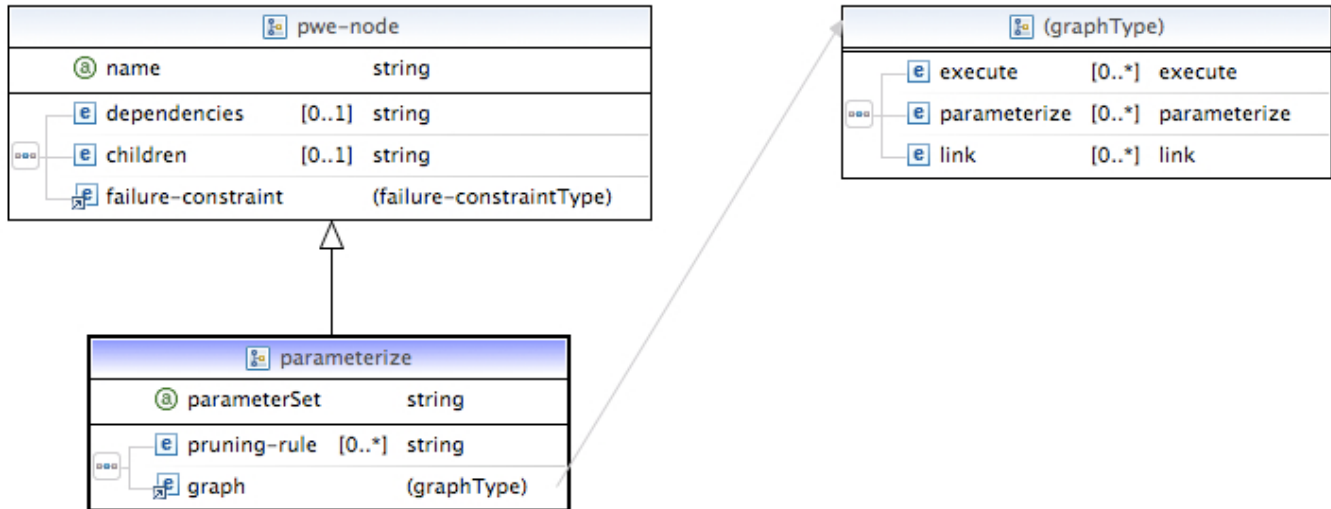 pwe-node
name string
dependencies [0..1] string
children [0..1] string
failure-constraint (failure-constraintType)
(graphType)
execute [0..*] execute
parameterize [0..*] parameterize
link [0..*] link
parameterize
parameterSet string
pruning-rule [0..*] string
graph (graphType)